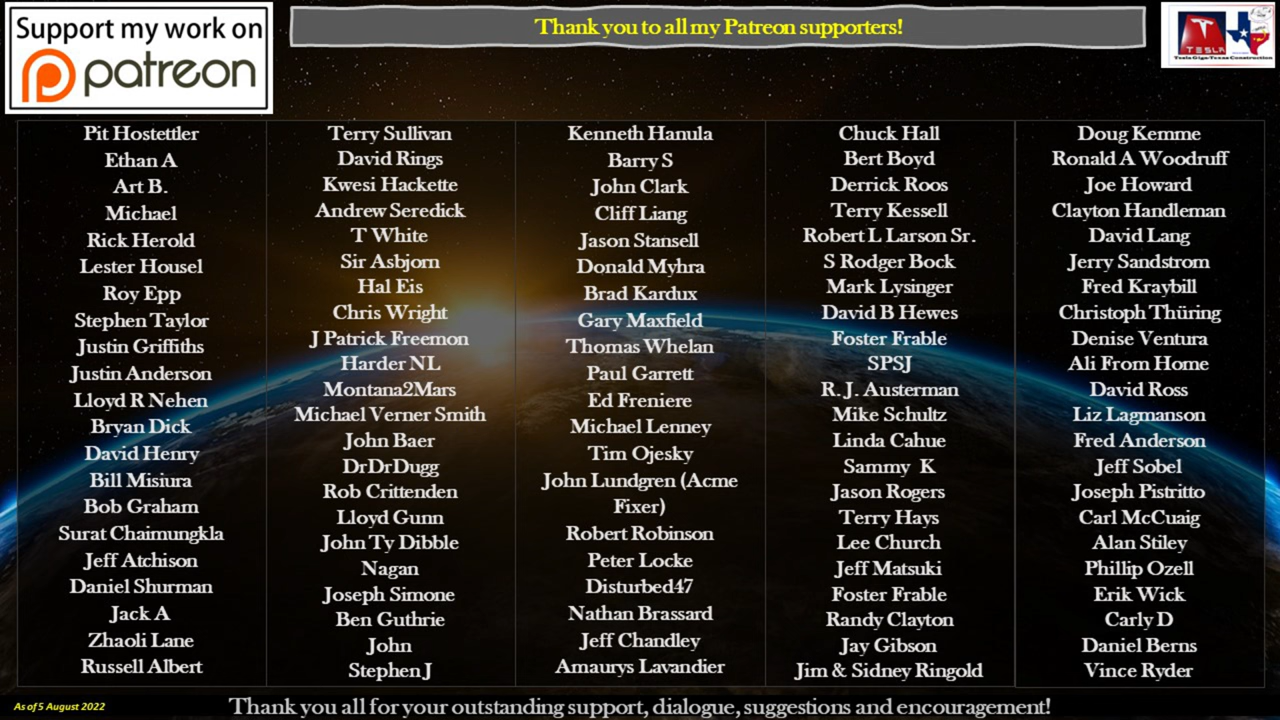 Support my work on
patreon
Thank you to all my Patreon supporters!
TESLA
Tesla Giga Texas Construction
Pit Hostettler
Ethan A
Art B.
Michael
Rick Herold
Lester Housel
Roy Epp
Stephen Taylor
Justin Griffiths
Justin Anderson
Lloyd R Nehen
Bryan Dick
David Henry
Bill Misiura
Bob Graham
Surat Chaimungkla
Jeff Atchison
Daniel Shurman
Jack A
Zhaoli Lane
Russell Albert
Terry Sullivan
David Rings
Kwesi Hackette
Andrew Seredick
T White
Sir Asbjorn
Hal Eis
Chris Wright
J Patrick Freemon
Harder NL
Montana2Mars
Michael Verner Smith
John Baer
DrDrDugg
Rob Crittenden
Lloyd Gunn
John Ty Dibble
Nagan
Joseph Simone
Ben Guthrie
John
Stephen J
Kenneth Hanula
Barry S
John Clark
Cliff Liang
Jason Stansell
Donald Myhra
Brad Kardux
Gary Maxfield
Thomas Whelan
Paul Garrett
Ed Freniere
Michael Lenney
Tim Ojesky
John Lundgren (Acme
Fixer)
Robert Robinson
Peter Locke
Disturbed47
Nathan Brassard
Jeff Chandley
Amaurys Lavandier
Chuck Hall
Bert Boyd
Derrick Roos
Terry Kessell
Robert L Larson Sr.
S Rodger Bock
Mark Lysinger
David B Hewes
Foster Frable
SPSJ
R. J. Austerman
Mike Schultz
Linda Cahue
Sammy K
Jason Rogers
Terry Hays
Lee Church
Jeff Matsuki
Foster Frable
Randy Clayton
Jay Gibson
Jim & Sidney Ringold
Doug Kemme
Ronald A Woodruff
Joe Howard
Clayton Handleman
David Lang
Jerry Sandstrom
Fred Kraybill
Christoph Thüring
Denise Ventura
Ali From Home
David Ross
Liz Lagmanson
Fred Anderson
Jeff Sobel
Joseph Pistritto
Carl McCuaig
Alan Stiley
Phillip Ozell
Erik Wick
Carly D
Daniel Berns
Vince Ryder
As of 5 August 2022
Thank you all for your outstanding support, dialogue, suggestions and encouragement!